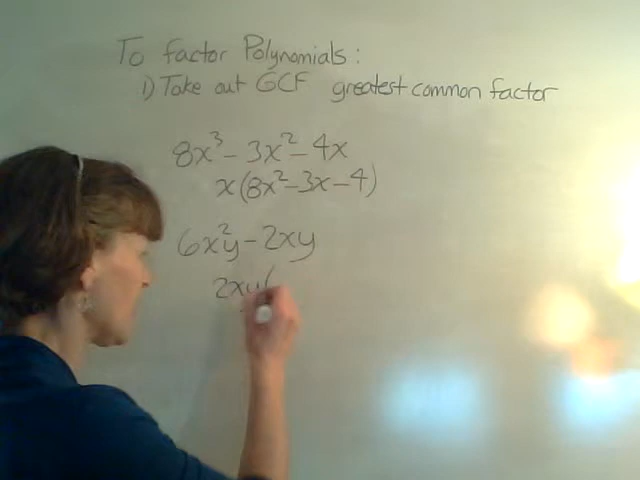 To factor Polynomials:
1) Take out GCF greatest common factor
8x³ - 3x² - 4x
x(8x² - 3x - 4)
6x²y - 2xy
2xy(